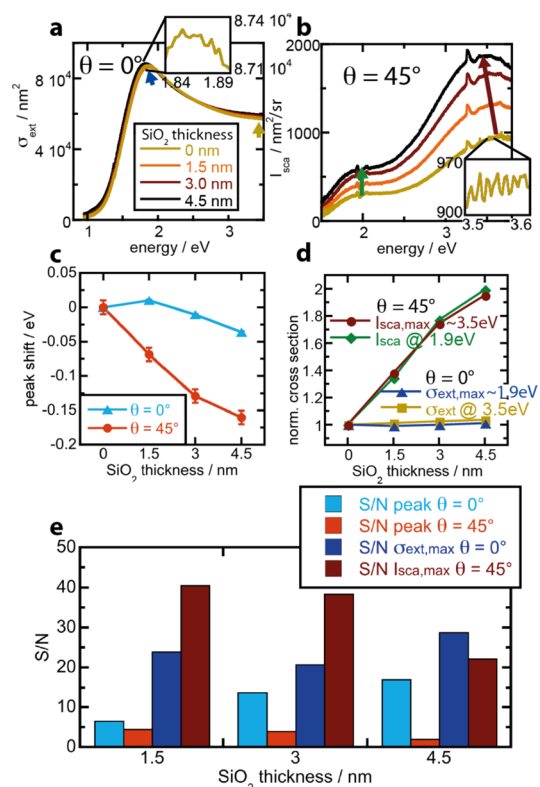 a
θ = 0°
σext / nm²
8 10⁴
6 10⁴
4 10⁴
0
1
2
3
energy / eV
SiO₂ thickness
0 nm
1.5 nm
3.0 nm
4.5 nm
8.74 10⁴
8.71 10⁴
1.84 1.89
b
θ = 45°
Isca / nm²/sr
2000
1000
0
2
3
energy / eV
970
900
3.5 3.6
c
peak shift / eV
0.05
0
-0.05
-0.1
-0.15
-0.2
θ = 0°
θ = 45°
0 1.5 3 4.5
SiO₂ thickness / nm
d
norm. cross section
2
1.8
1.6
1.4
1.2
1
θ = 45°
Isca,max ~3.5eV
Isca @ 1.9eV
θ = 0°
σext,max~1.9eV
σext @ 3.5eV
0 1.5 3 4.5
SiO₂ thickness / nm
e
S/N peak θ = 0°
S/N peak θ = 45°
S/N σext,max θ = 0°
S/N Isca,max θ = 45°
S/N
50
40
30
20
10
0
1.5 3 4.5
SiO₂ thickness / nm